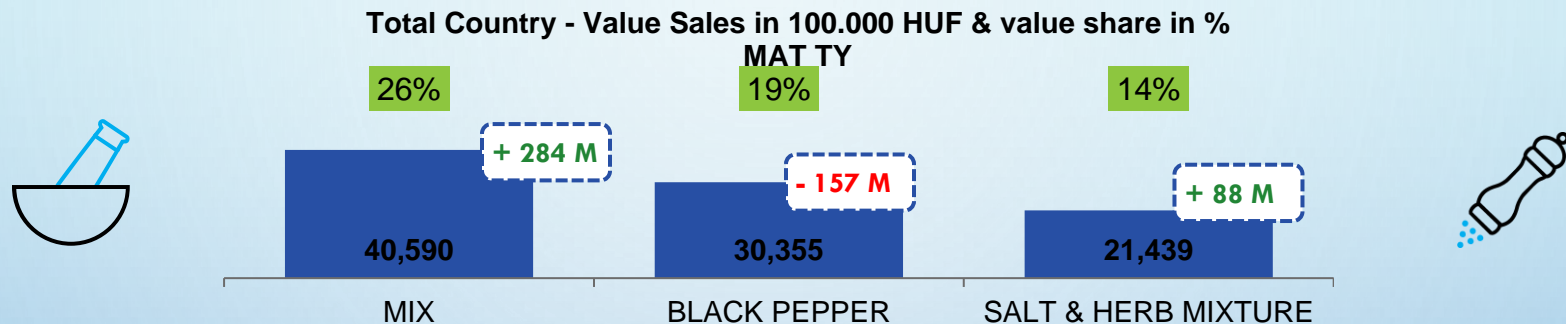 Total Country - Value Sales in 100.000 HUF & value share in %
MAT TY
26%
19%
14%
+ 284 M
- 157 M
+ 88 M
40,590
30,355
21,439
MIX
BLACK PEPPER
SALT & HERB MIXTURE